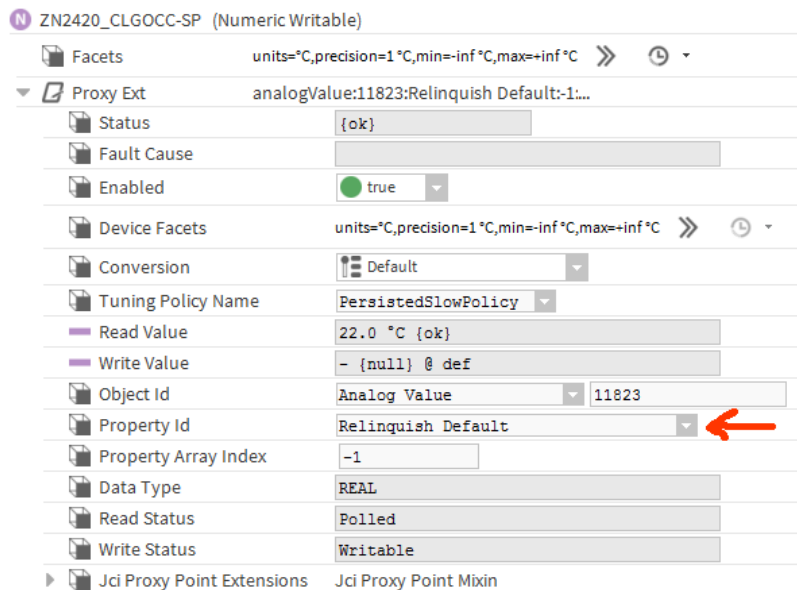 N ZN2420_CLGOCC-SP (Numeric Writable)
Facets units=°C,precision=1 °C,min=-inf °C,max=+inf °C
Proxy Ext analogValue:11823:Relinquish Default:-1:...
Status {ok}
Fault Cause
Enabled true
Device Facets units=°C,precision=1 °C,min=-inf °C,max=+inf °C
Conversion Default
Tuning Policy Name PersistedSlowPolicy
Read Value 22.0 °C {ok}
Write Value - {null} @ def
Object Id Analog Value 11823
Property Id Relinquish Default
Property Array Index -1
Data Type REAL
Read Status Polled
Write Status Writable
Jci Proxy Point Extensions Jci Proxy Point Mixin